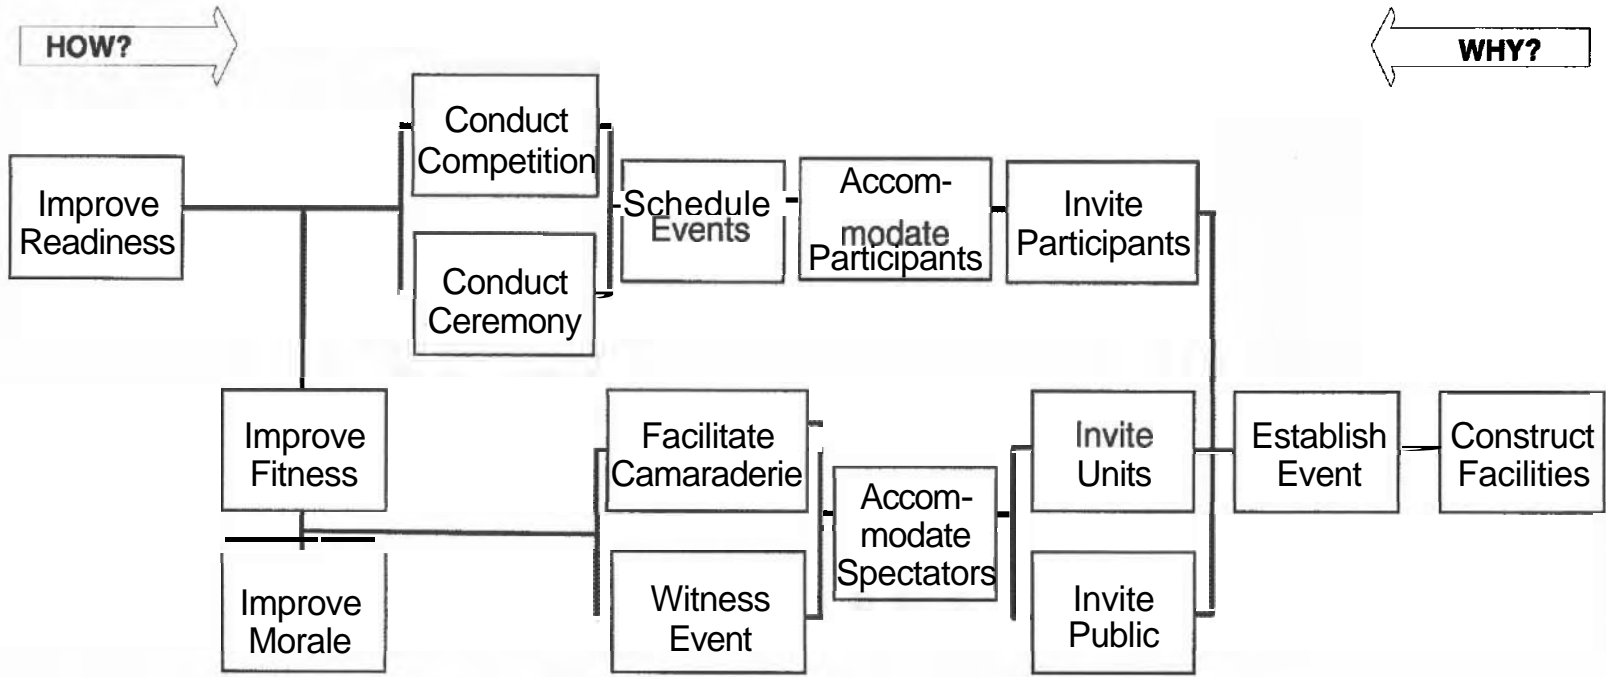 HOW?
WHY?
Conduct
Competition
Improve
Readiness
Schedule
Events
Accom-
modate
Participants
Invite
Participants
Conduct
Ceremony
Improve
Fitness
Facilitate
Camaraderie
Accom-
modate
Spectators
Invite
Units
Establish
Event
Construct
Facilities
Improve
Morale
Witness
Event
Invite
Public